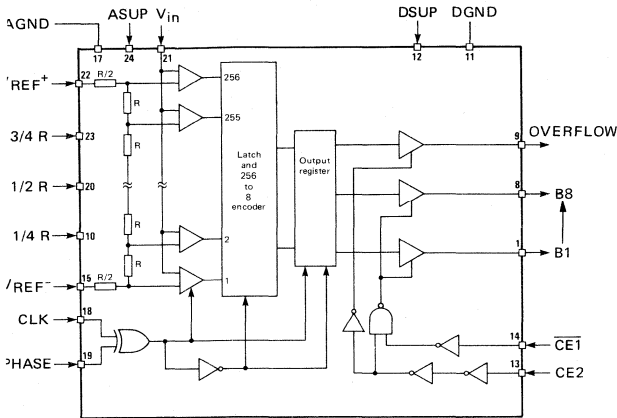 AGND ASUP Vin DSUP DGND
17 24 21 12 11
REF+ 22 R/2 256
R
255
3/4 R 23 R
Latch and 256 to 8 encoder
Output register
9 OVERFLOW
1/2 R 20
8 B8
1/4 R 10 R 2
1 B1
R
REF- 15 R/2 1
CLK 18
14 CE1
PHASE 19
13 CE2